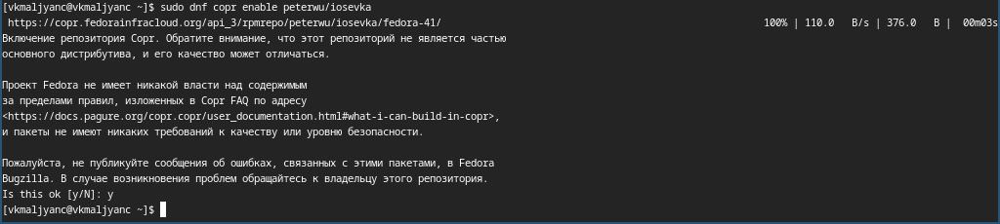 [vkmaljyanc@vkmaljyanc ~]$ sudo dnf copr enable peterwu/iosevka
https://copr.fedorainfracloud.org/api_3/rpmrepo/peterwu/iosevka/fedora-41/ 100% | 110.0 B/s | 376.0 B | 00m03s
Включение репозитория Copr. Обратите внимание, что этот репозиторий не является частью
основного дистрибутива, и его качество может отличаться.
Проект Fedora не имеет никакой власти над содержимым
за пределами правил, изложенных в Copr FAQ по адресу
<https://docs.pagure.org/copr.copr/user_documentation.html#what-i-can-build-in-copr>,
и пакеты не имеют никаких требований к качеству или уровню безопасности.
Пожалуйста, не публикуйте сообщения об ошибках, связанных с этими пакетами, в Fedora
Bugzilla. В случае возникновения проблем обращайтесь к владельцу этого репозитория.
Is this ok [y/N]: y
[vkmaljyanc@vkmaljyanc ~]$